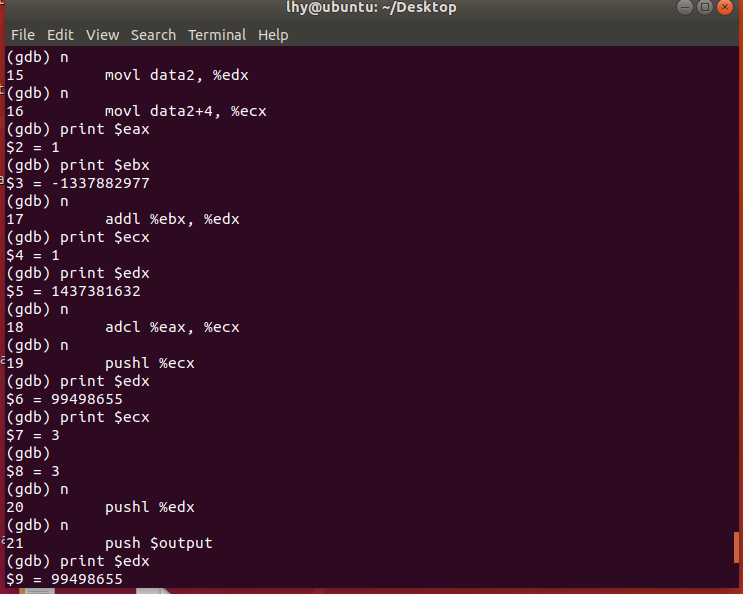 lhy@ubuntu: ~/Desktop
File Edit View Search Terminal Help
(gdb) n
15 movl data2, %edx
(gdb) n
16 movl data2+4, %ecx
(gdb) print $eax
$2 = 1
(gdb) print $ebx
$3 = -1337882977
(gdb) n
17 addl %ebx, %edx
(gdb) print $ecx
$4 = 1
(gdb) print $edx
$5 = 1437381632
(gdb) n
18 adcl %eax, %ecx
(gdb) n
19 pushl %ecx
(gdb) print $edx
$6 = 99498655
(gdb) print $ecx
$7 = 3
(gdb)
$8 = 3
(gdb) n
20 pushl %edx
(gdb) n
21 push $output
(gdb) print $edx
$9 = 99498655